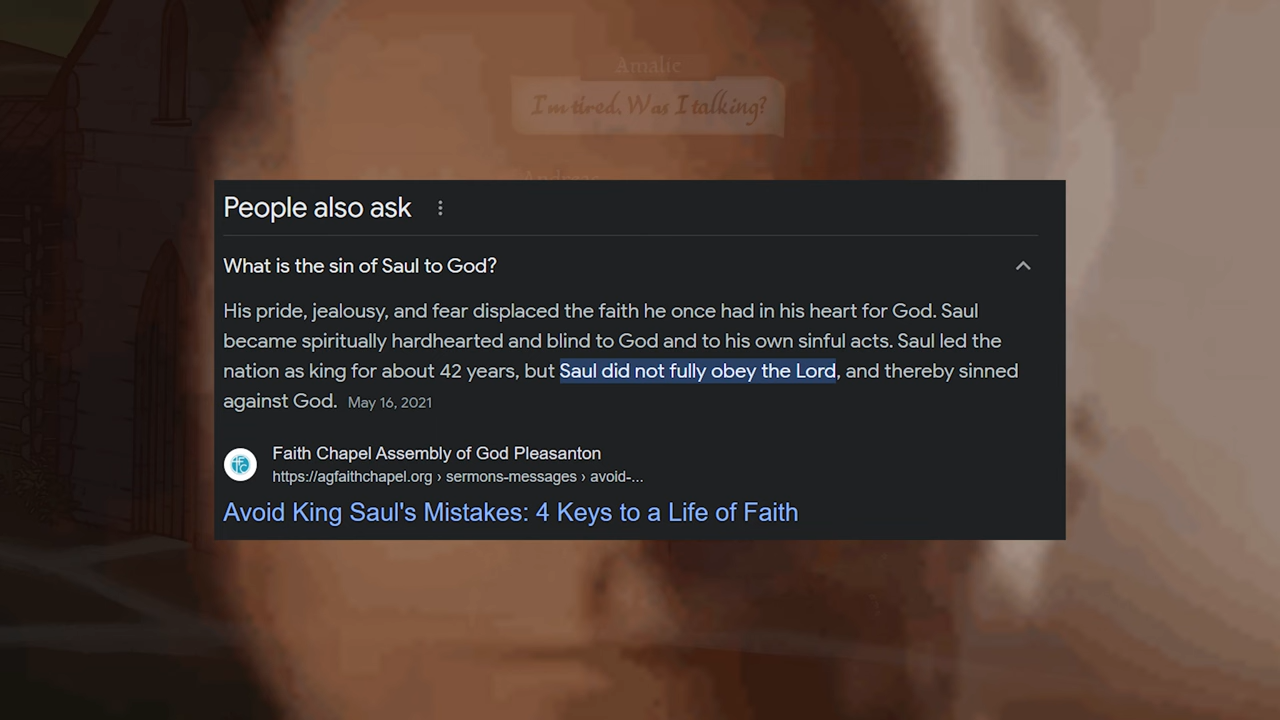 Amalie
I'm tired. Was I talking?
Andreas
People also ask
What is the sin of Saul to God?
His pride, jealousy, and fear displaced the faith he once had in his heart for God. Saul
became spiritually hardhearted and blind to God and to his own sinful acts. Saul led the
nation as king for about 42 years, but Saul did not fully obey the Lord, and thereby sinned
against God. May 16, 2021
Faith Chapel Assembly of God Pleasanton
https://agfaithchapel.org › sermons-messages › avoid-...
Avoid King Saul's Mistakes: 4 Keys to a Life of Faith